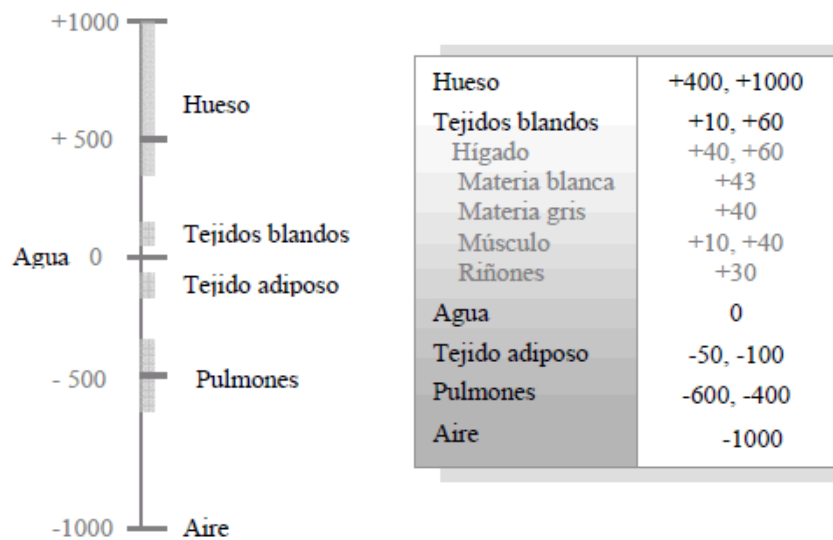 +1000
Hueso
+ 500
Tejidos blandos
Agua 0
Tejido adiposo
- 500
Pulmones
-1000
Aire
Hueso +400, +1000
Tejidos blandos +10, +60
Hígado +40, +60
Materia blanca +43
Materia gris +40
Músculo +10, +40
Riñones +30
Agua 0
Tejido adiposo -50, -100
Pulmones -600, -400
Aire -1000